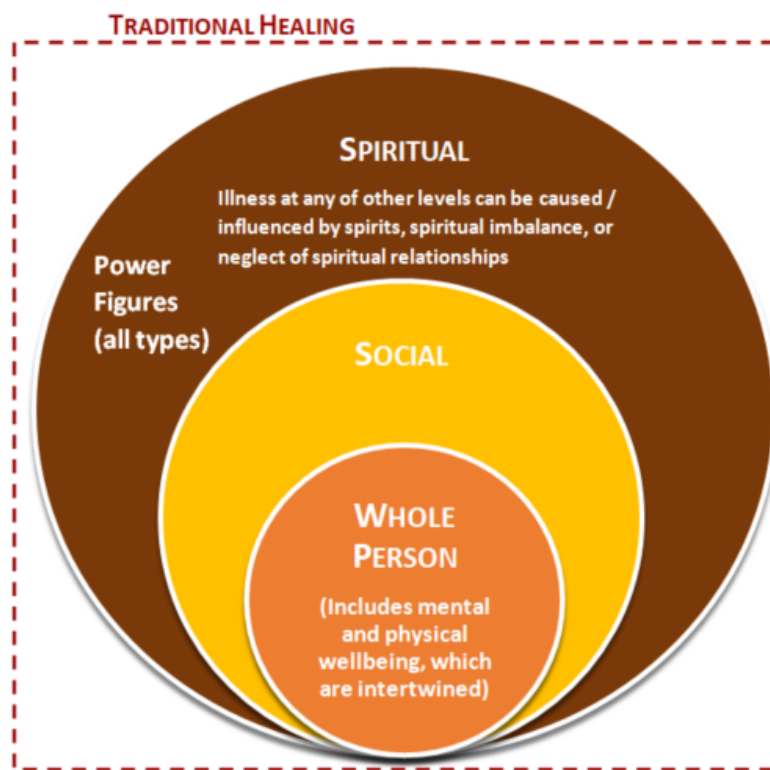 TRADITIONAL HEALING
SPIRITUAL
Illness at any of other levels can be caused /
influenced by spirits, spiritual imbalance, or
neglect of spiritual relationships
Power
Figures
(all types)
SOCIAL
WHOLE
PERSON
(Includes mental
and physical
wellbeing, which
are intertwined)